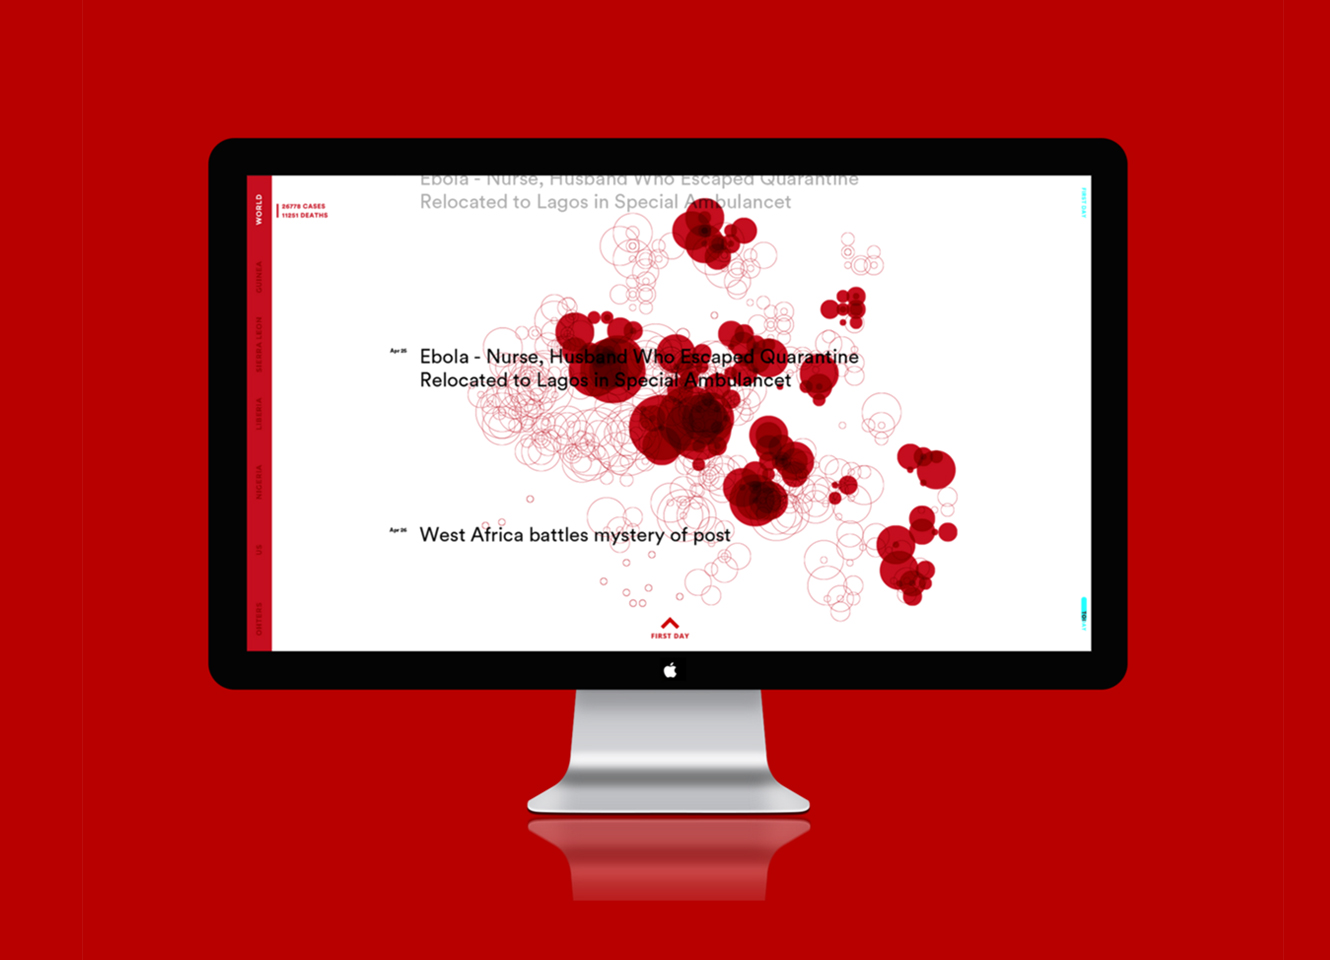 WORLD
GUINEA
SIERRA LEON
LIBERIA
NIGERIA
US
OHTERS
26778 CASES
11251 DEATHS
Ebola - Nurse, Husband Who Escaped Quarantine
Relocated to Lagos in Special Ambulancet
Apr 25
Ebola - Nurse, Husband Who Escaped Quarantine
Relocated to Lagos in Special Ambulancet
Apr 26
West Africa battles mystery of post
FIRST DAY
FIRST DAY